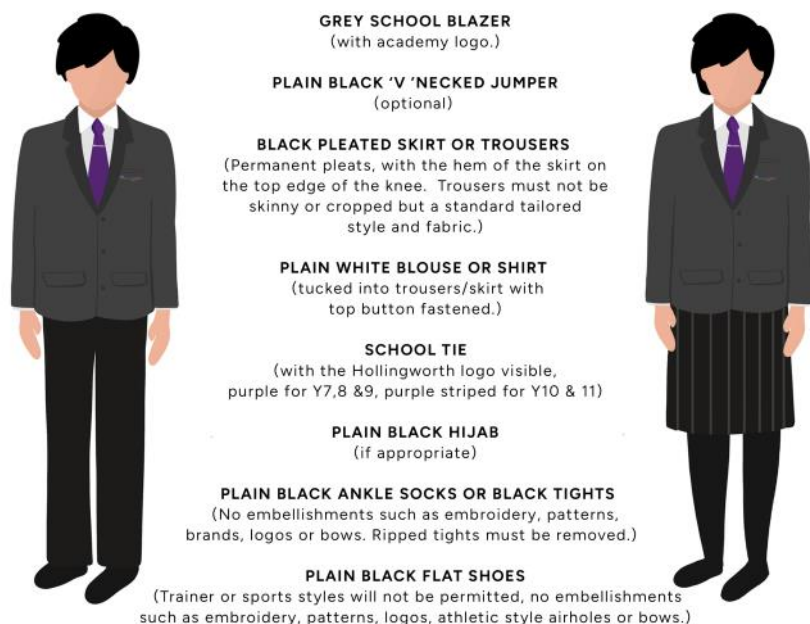 GREY SCHOOL BLAZER
(with academy logo.)
PLAIN BLACK ‘V ’NECKED JUMPER
(optional)
BLACK PLEATED SKIRT OR TROUSERS
(Permanent pleats, with the hem of the skirt on
the top edge of the knee. Trousers must not be
skinny or cropped but a standard tailored
style and fabric.)
PLAIN WHITE BLOUSE OR SHIRT
(tucked into trousers/skirt with
top button fastened.)
SCHOOL TIE
(with the Hollingworth logo visible,
purple for Y7,8 &9, purple striped for Y10 & 11)
PLAIN BLACK HIJAB
(if appropriate)
PLAIN BLACK ANKLE SOCKS OR BLACK TIGHTS
(No embellishments such as embroidery, patterns,
brands, logos or bows. Ripped tights must be removed.)
PLAIN BLACK FLAT SHOES
(Trainer or sports styles will not be permitted, no embellishments
such as embroidery, patterns, logos, athletic style airholes or bows.)